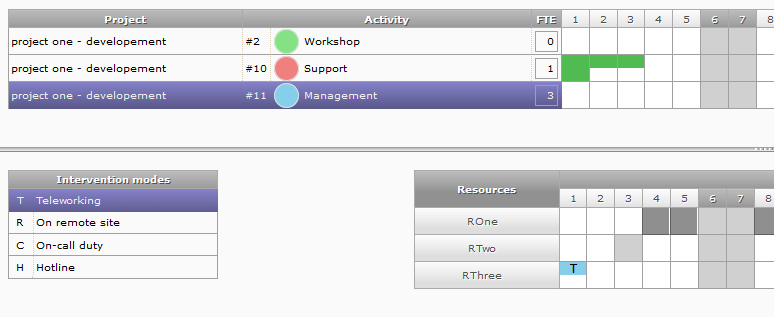 Project Activity FTE 1 2 3 4 5 6 7 8
project one - developement #2 Workshop 0
project one - developement #10 Support 1
project one - developement #11 Management 3
Intervention modes
T Teleworking
R On remote site
C On-call duty
H Hotline
Resources 1 2 3 4 5 6 7 8
ROne
RTwo
RThree T